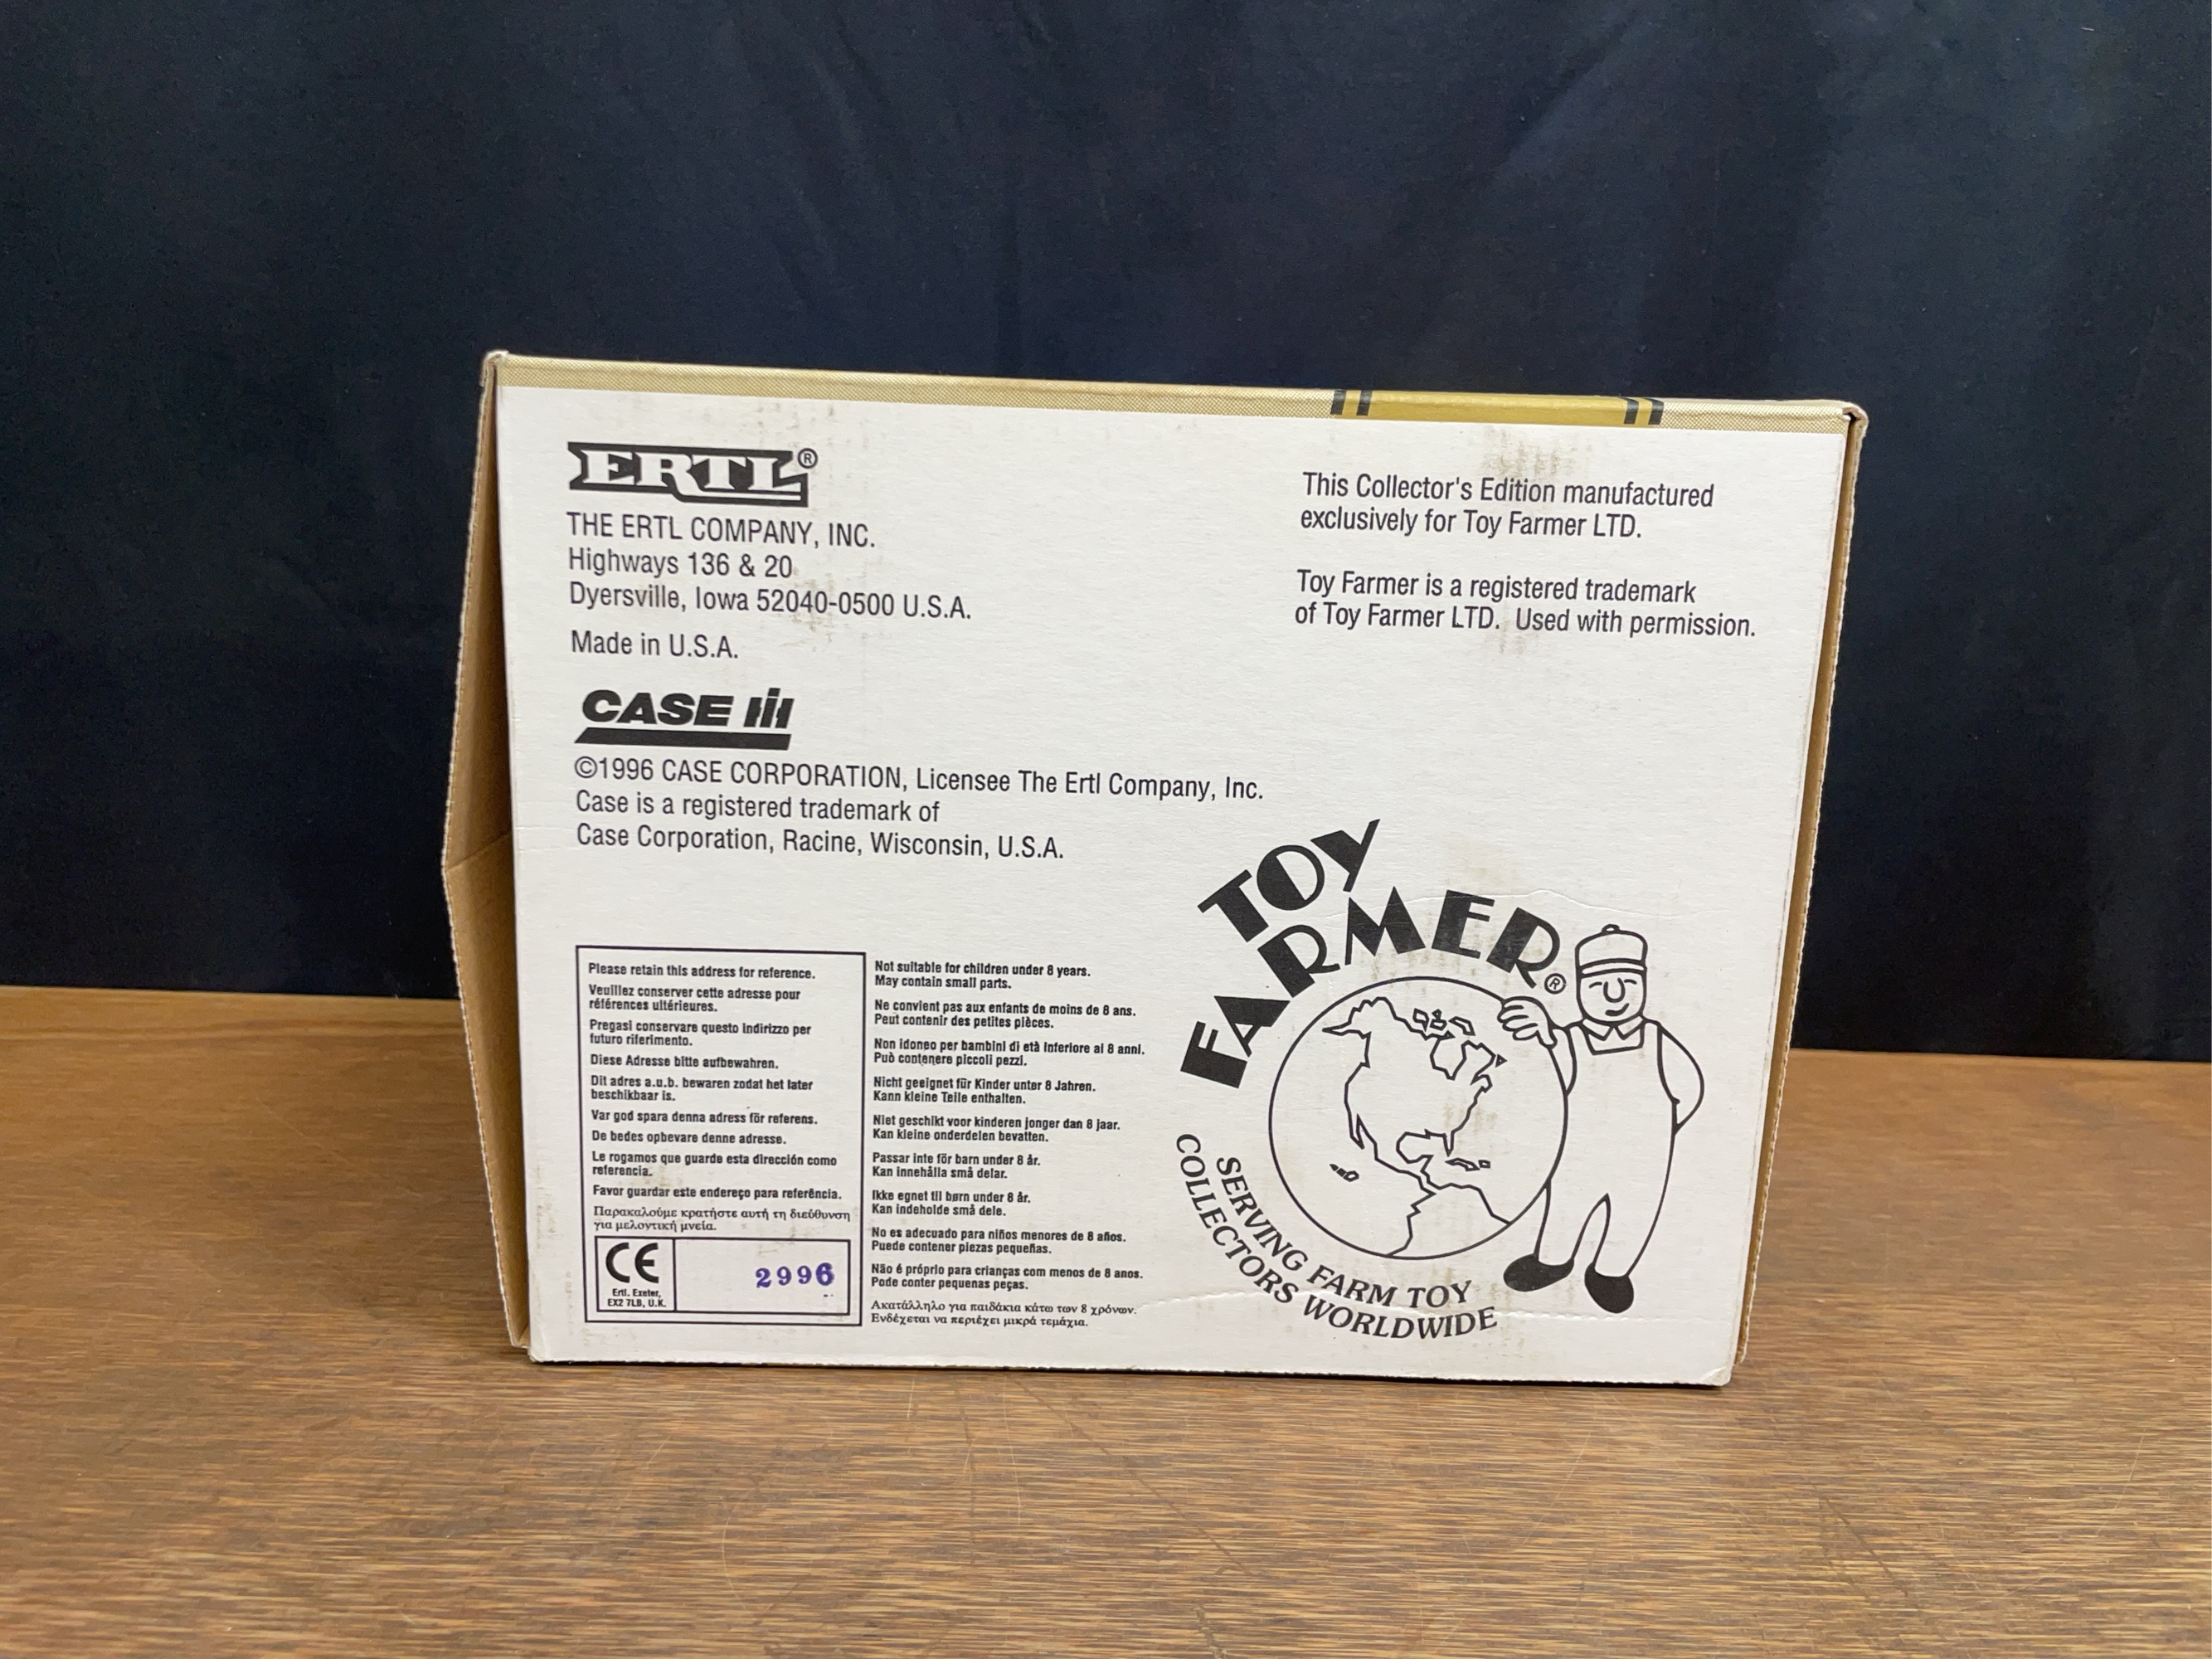 ERTL®
THE ERTL COMPANY, INC.
Highways 136 & 20
Dyersville, Iowa 52040-0500 U.S.A.
Made in U.S.A.
CASE IH
©1996 CASE CORPORATION, Licensee The Ertl Company, Inc.
Case is a registered trademark of
Case Corporation, Racine, Wisconsin, U.S.A.
This Collector's Edition manufactured
exclusively for Toy Farmer LTD.
Toy Farmer is a registered trademark
of Toy Farmer LTD. Used with permission.
Please retain this address for reference.
Veuillez conserver cette adresse pour
références ultérieures.
Pregasi conservare questo indirizzo per
futuro riferimento.
Diese Adresse bitte aufbewahren.
Dit adres a.u.b. bewaren zodat het later
beschikbaar is.
Var god spara denna adress för referens.
De bedes opbevare denne adresse.
Le rogamos que guarde esta dirección como
referencia.
Favor guardar este endereço para referência.
Παρακαλούμε κρατήστε αυτή τη διεύθυνση
για μελοντική μνεία.
CE
Ertl. Exeter,
EX2 7LB, U.K.
2996
Not suitable for children under 8 years.
May contain small parts.
Ne convient pas aux enfants de moins de 8 ans.
Peut contenir des petites pièces.
Non idoneo per bambini di età inferiore ai 8 anni.
Può contenere piccoli pezzi.
Nicht geeignet für Kinder unter 8 Jahren.
Kann kleine Teile enthalten.
Niet geschikt voor kinderen jonger dan 8 jaar.
Kan kleine onderdelen bevatten.
Passar inte för barn under 8 år.
Kan innehålla små delar.
Ikke egnet til børn under 8 år.
Kan indeholde små dele.
No es adecuado para niños menores de 8 años.
Puede contener piezas pequeñas.
Não é próprio para crianças com menos de 8 anos.
Pode conter pequenas peças.
Ακατάλληλο για παιδάκια κάτω των 8 χρόνων.
Ενδέχεται να περιέχει μικρά τεμάχια.
TOY
FARMER®
SERVING FARM TOY
COLLECTORS WORLDWIDE